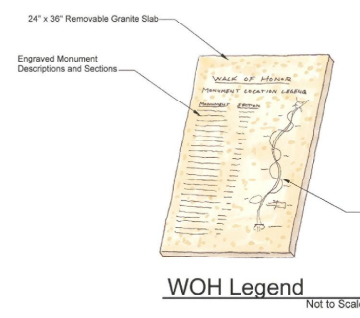 24" x 36" Removable Granite Slab
Engraved Monument
Descriptions and Sections
WALK OF HONOR
MONUMENT LOCATION LEGEND
MONUMENT SECTION
WOH Legend
Not to Scale